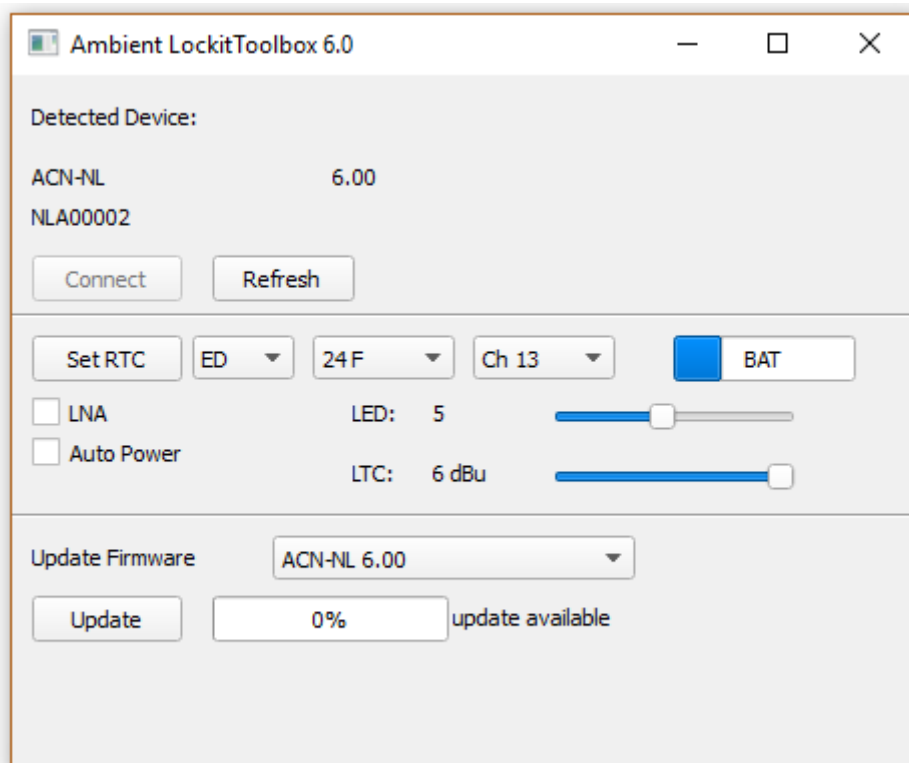 Ambient LockitToolbox 6.0
Detected Device:
ACN-NL 6.00
NLA00002
Connect Refresh
Set RTC ED 24 F Ch 13 BAT
LNA LED: 5
Auto Power
LTC: 6 dBu
Update Firmware ACN-NL 6.00
Update 0% update available